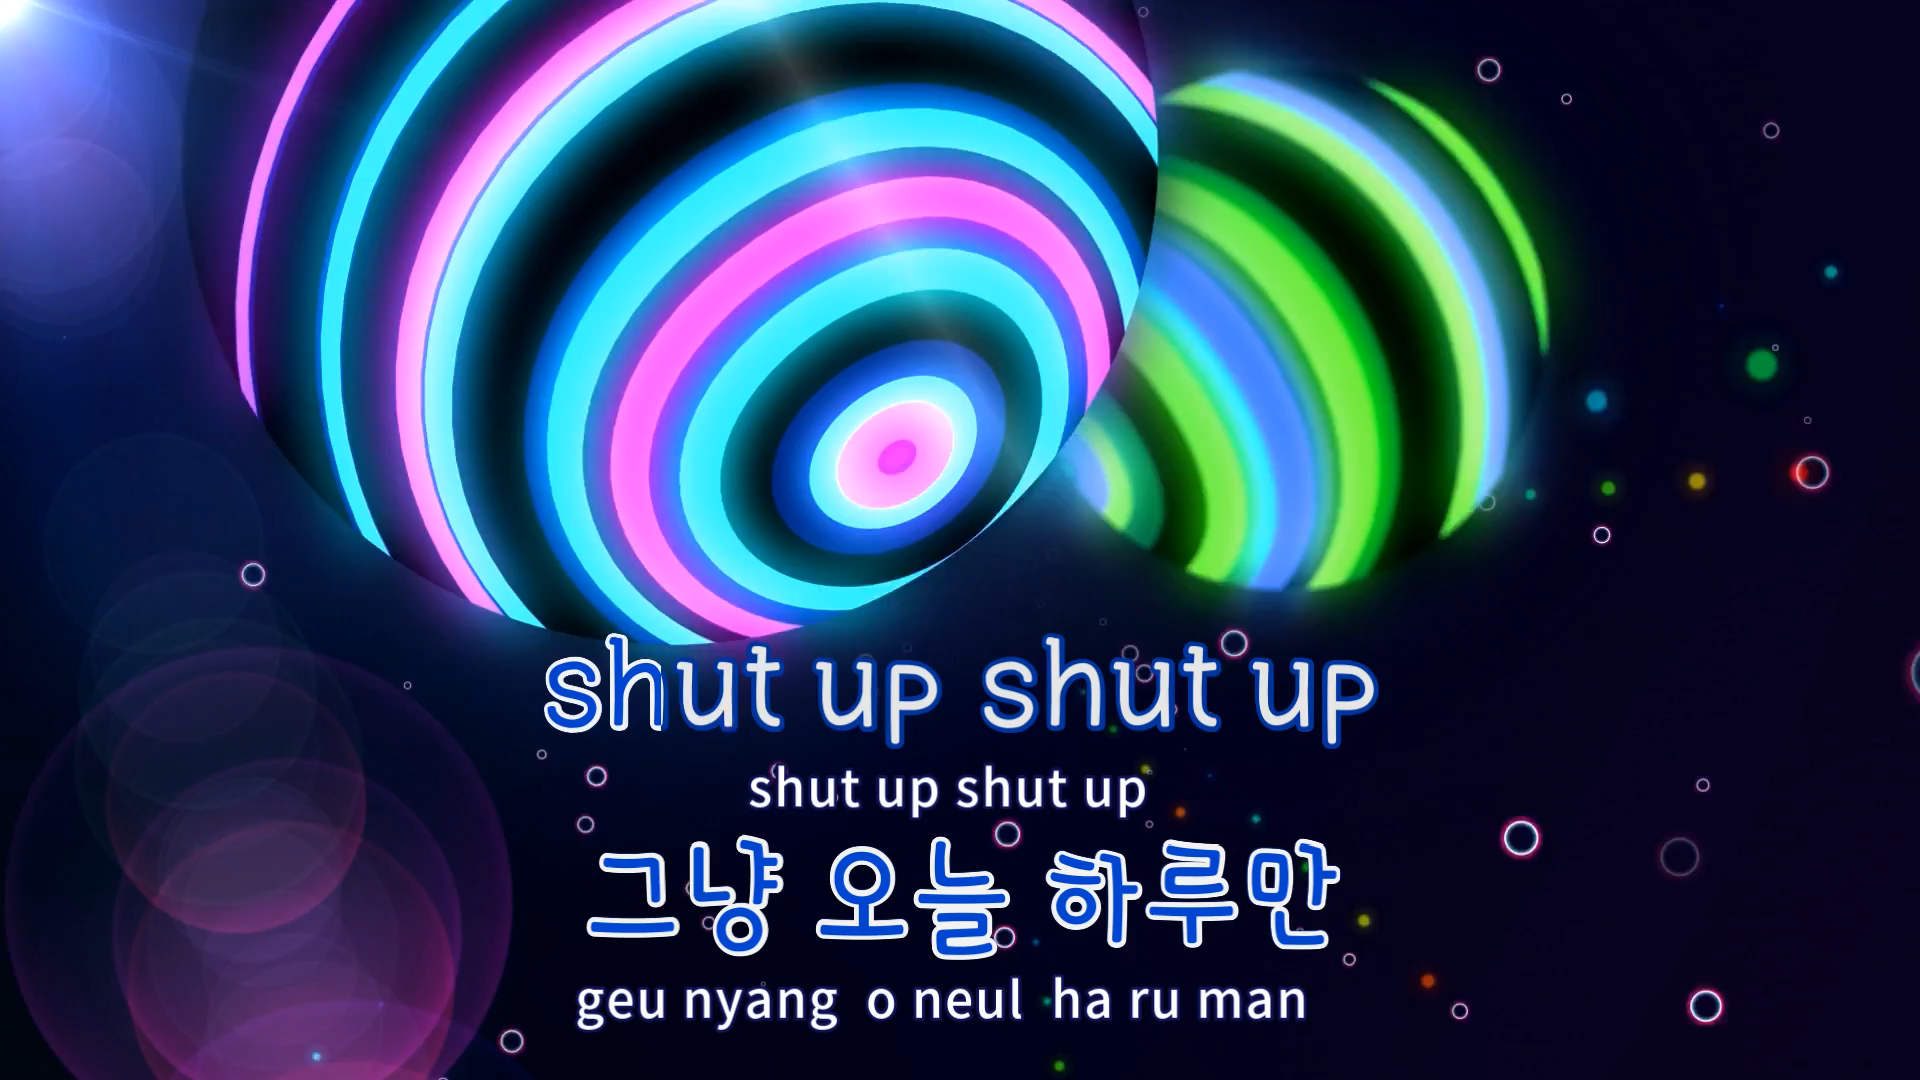 shut up shut up
shut up shut up
그냥 오늘 하루만
geu nyang o neul ha ru man